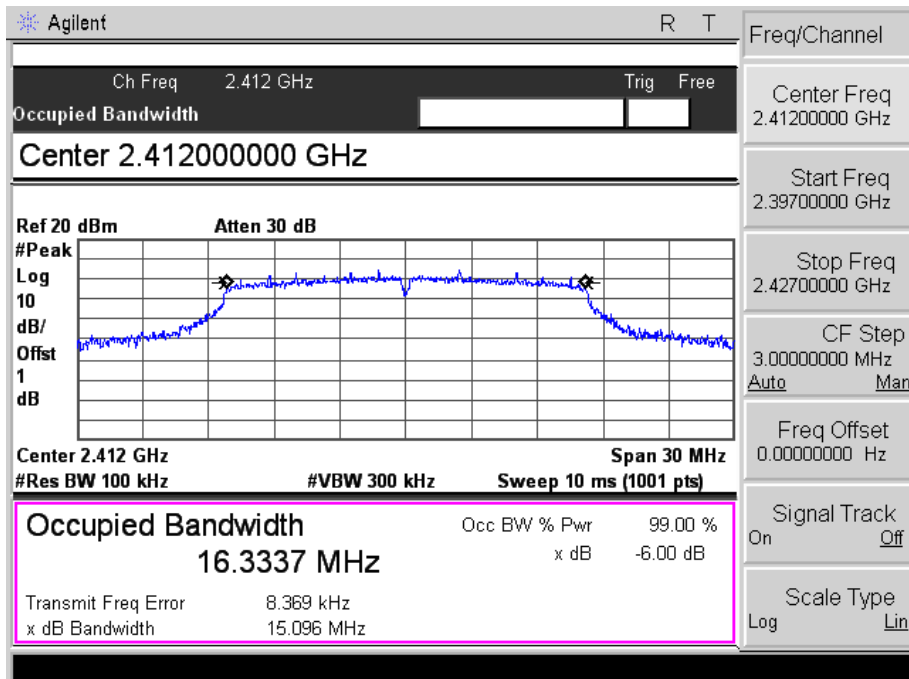 Agilent R T
Ch Freq 2.412 GHz Trig Free
Occupied Bandwidth
Center 2.412000000 GHz
Ref 20 dBm Atten 30 dB
#Peak
Log
10
dB/
Offst
1
dB
Center 2.412 GHz Span 30 MHz
#Res BW 100 kHz #VBW 300 kHz Sweep 10 ms (1001 pts)
Occupied Bandwidth Occ BW % Pwr 99.00 %
16.3337 MHz x dB -6.00 dB
Transmit Freq Error 8.369 kHz
x dB Bandwidth 15.096 MHz
Freq/Channel
Center Freq
2.41200000 GHz
Start Freq
2.39700000 GHz
Stop Freq
2.42700000 GHz
CF Step
3.00000000 MHz
Auto Man
Freq Offset
0.00000000 Hz
Signal Track
On Off
Scale Type
Log Lin